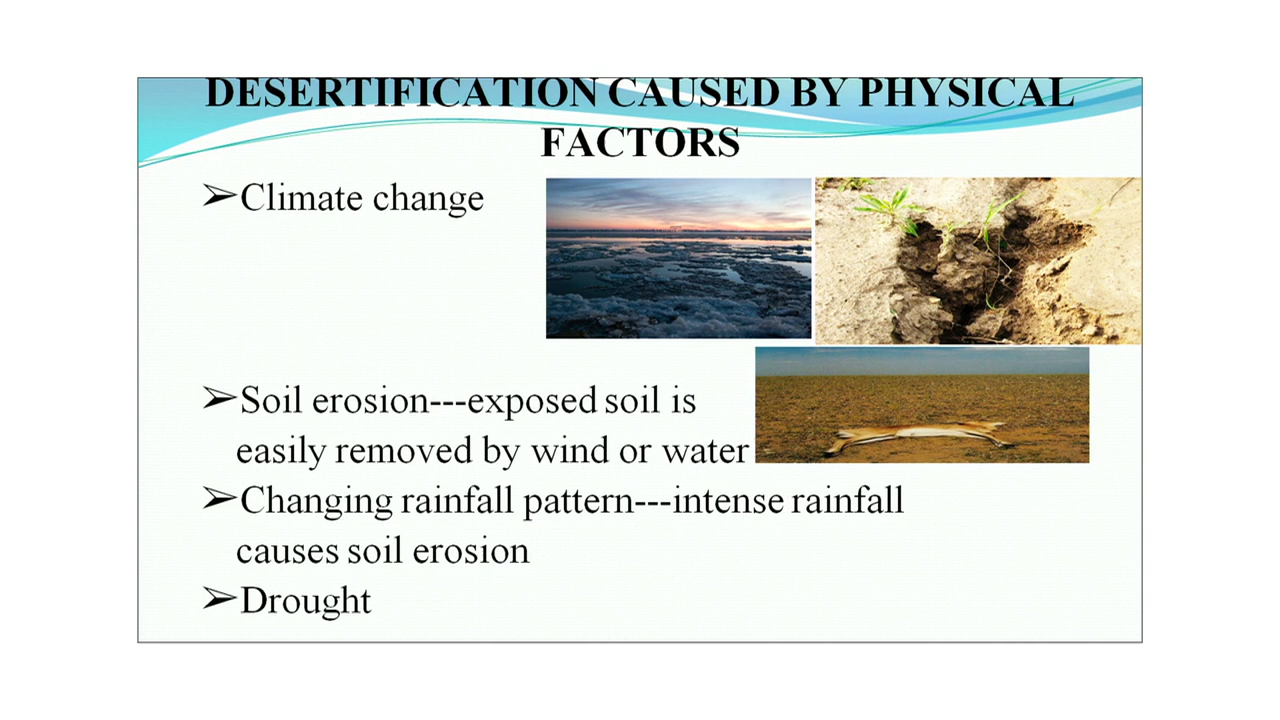 DESERTIFICATION CAUSED BY PHYSICAL
FACTORS
➢Climate change
➢Soil erosion---exposed soil is
easily removed by wind or water
➢Changing rainfall pattern---intense rainfall
causes soil erosion
➢Drought